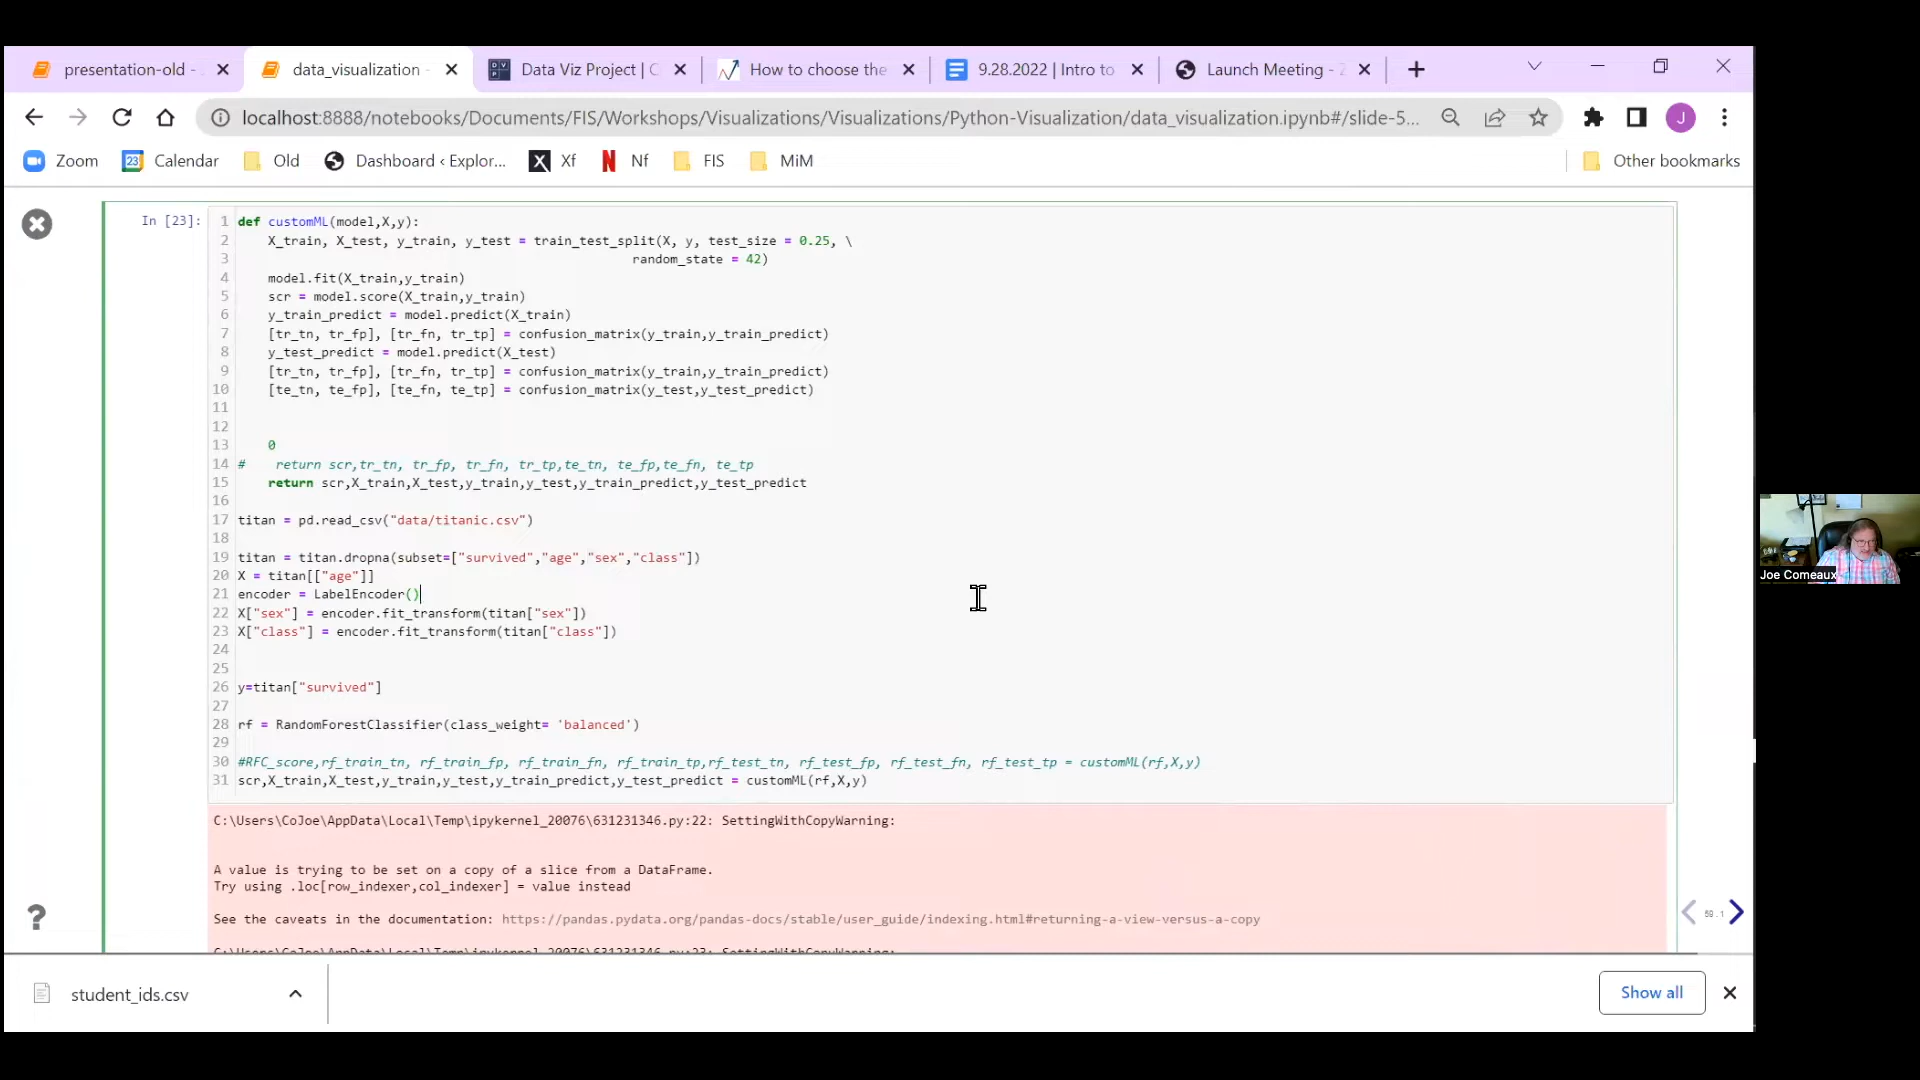 presentation-old -
data_visualization -
Data Viz Project | C
How to choose the
9.28.2022 | Intro to
Launch Meeting - Z
localhost:8888/notebooks/Documents/FIS/Workshops/Visualizations/Visualizations/Python-Visualization/data_visualization.ipynb#/slide-5...
J
Zoom
23
Calendar
Old
Dashboard ‹ Explor...
X
Xf
N
Nf
FIS
MiM
Other bookmarks
In [23]:
1 def customML(model,X,y):
2     X_train, X_test, y_train, y_test = train_test_split(X, y, test_size = 0.25, \
3                                                     random_state = 42)
4     model.fit(X_train,y_train)
5     scr = model.score(X_train,y_train)
6     y_train_predict = model.predict(X_train)
7     [tr_tn, tr_fp], [tr_fn, tr_tp] = confusion_matrix(y_train,y_train_predict)
8     y_test_predict = model.predict(X_test)
9     [tr_tn, tr_fp], [tr_fn, tr_tp] = confusion_matrix(y_train,y_train_predict)
10     [te_tn, te_fp], [te_fn, te_tp] = confusion_matrix(y_test,y_test_predict)
11
12
13     0
14 #    return scr,tr_tn, tr_fp, tr_fn, tr_tp,te_tn, te_fp,te_fn, te_tp
15     return scr,X_train,X_test,y_train,y_test,y_train_predict,y_test_predict
16
17 titan = pd.read_csv("data/titanic.csv")
18
19 titan = titan.dropna(subset=["survived","age","sex","class"])
20 X = titan[["age"]]
21 encoder = LabelEncoder()
22 X["sex"] = encoder.fit_transform(titan["sex"])
23 X["class"] = encoder.fit_transform(titan["class"])
24
25
26 y=titan["survived"]
27
28 rf = RandomForestClassifier(class_weight= 'balanced')
29
30 #RFC_score,rf_train_tn, rf_train_fp, rf_train_fn, rf_train_tp,rf_test_tn, rf_test_fp, rf_test_fn, rf_test_tp = customML(rf,X,y)
31 scr,X_train,X_test,y_train,y_test,y_train_predict,y_test_predict = customML(rf,X,y)
C:\Users\CoJoe\AppData\Local\Temp\ipykernel_20076\631231346.py:22: SettingWithCopyWarning:
A value is trying to be set on a copy of a slice from a DataFrame.
Try using .loc[row_indexer,col_indexer] = value instead
See the caveats in the documentation: https://pandas.pydata.org/pandas-docs/stable/user_guide/indexing.html#returning-a-view-versus-a-copy
C:\Users\CoJoe\AppData\Local\Temp\ipykernel_20076\631231346.py:23: SettingWithCopyWarning:
59.1
Joe Comeaux
student_ids.csv
Show all